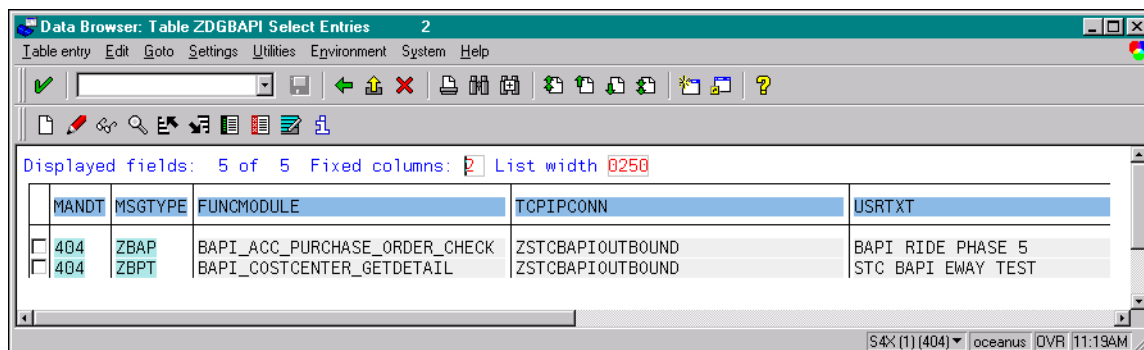 Data Browser: Table ZDGBAPI Select Entries 2
Table entry Edit Goto Settings Utilities Environment System Help
Displayed fields: 5 of 5 Fixed columns: 2 List width 0250
MANDT MSGTYPE FUNCMODULE TCPIPCONN USRTXT
404 ZBAP BAPI_ACC_PURCHASE_ORDER_CHECK ZSTCBAPIOUTBOUND BAPI RIDE PHASE 5
404 ZBPT BAPI_COSTCENTER_GETDETAIL ZSTCBAPIOUTBOUND STC BAPI EWAY TEST
S4X (1) (404) oceanus OVR 11:19AM